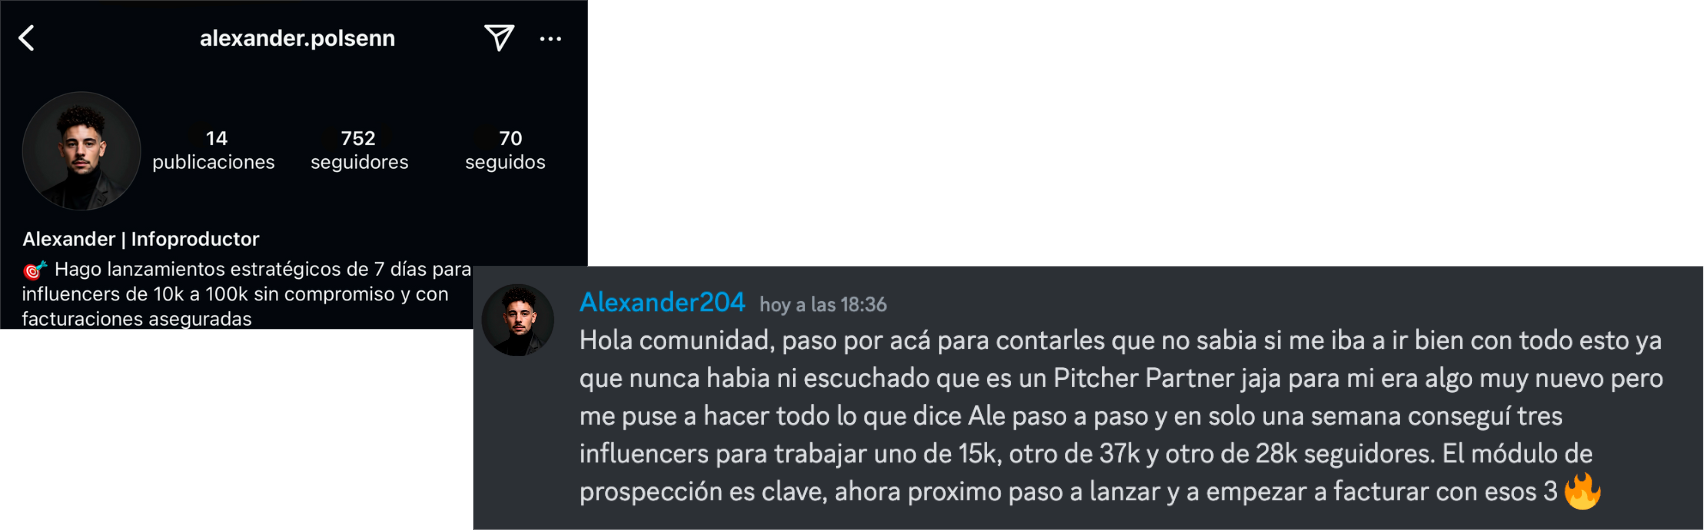 alexander.polsenn
14 752 70
publicaciones seguidores seguidos
Alexander | Infoproductor
🎯 Hago lanzamientos estratégicos de 7 días para
influencers de 10k a 100k sin compromiso y con
facturaciones aseguradas
Alexander204 hoy a las 18:36
Hola comunidad, paso por acá para contarles que no sabia si me iba a ir bien con todo esto ya
que nunca habia ni escuchado que es un Pitcher Partner jaja para mi era algo muy nuevo pero
me puse a hacer todo lo que dice Ale paso a paso y en solo una semana conseguí tres
influencers para trabajar uno de 15k, otro de 37k y otro de 28k seguidores. El módulo de
prospección es clave, ahora proximo paso a lanzar y a empezar a facturar con esos 3🔥